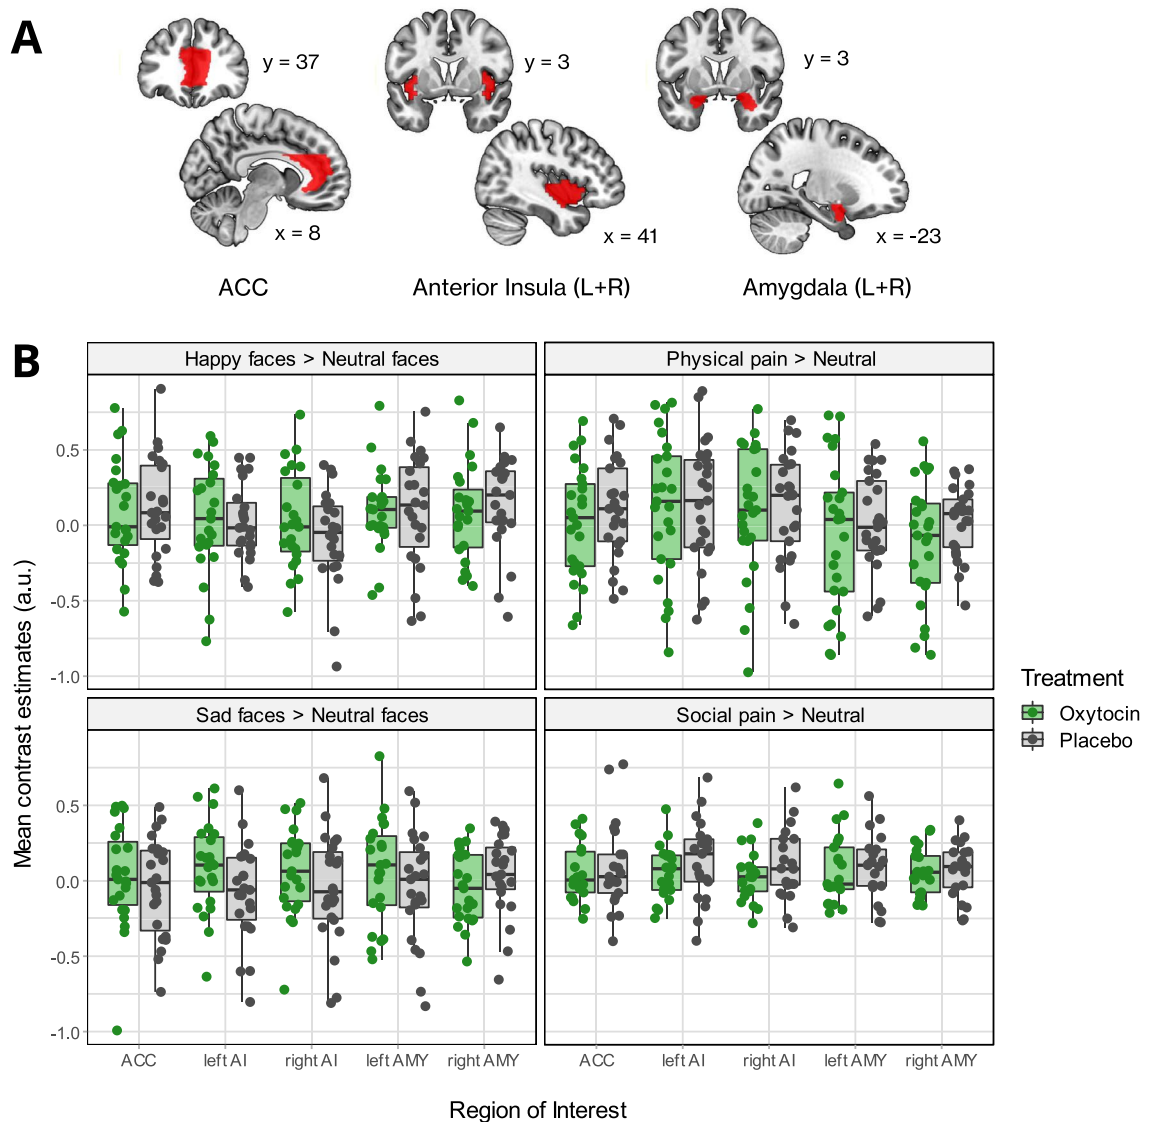 A
y = 37
y = 3
y = 3
x = 8
x = 41
x = -23
ACC
Anterior Insula (L+R)
Amygdala (L+R)
B
Happy faces > Neutral faces
Physical pain > Neutral
0.5
0.0
-0.5
-1.0
Sad faces > Neutral faces
Social pain > Neutral
0.5
0.0
-0.5
-1.0
Mean contrast estimates (a.u.)
ACC
left AI
right AI
left AMY
right AMY
ACC
left AI
right AI
left AMY
right AMY
Region of Interest
Treatment
Oxytocin
Placebo